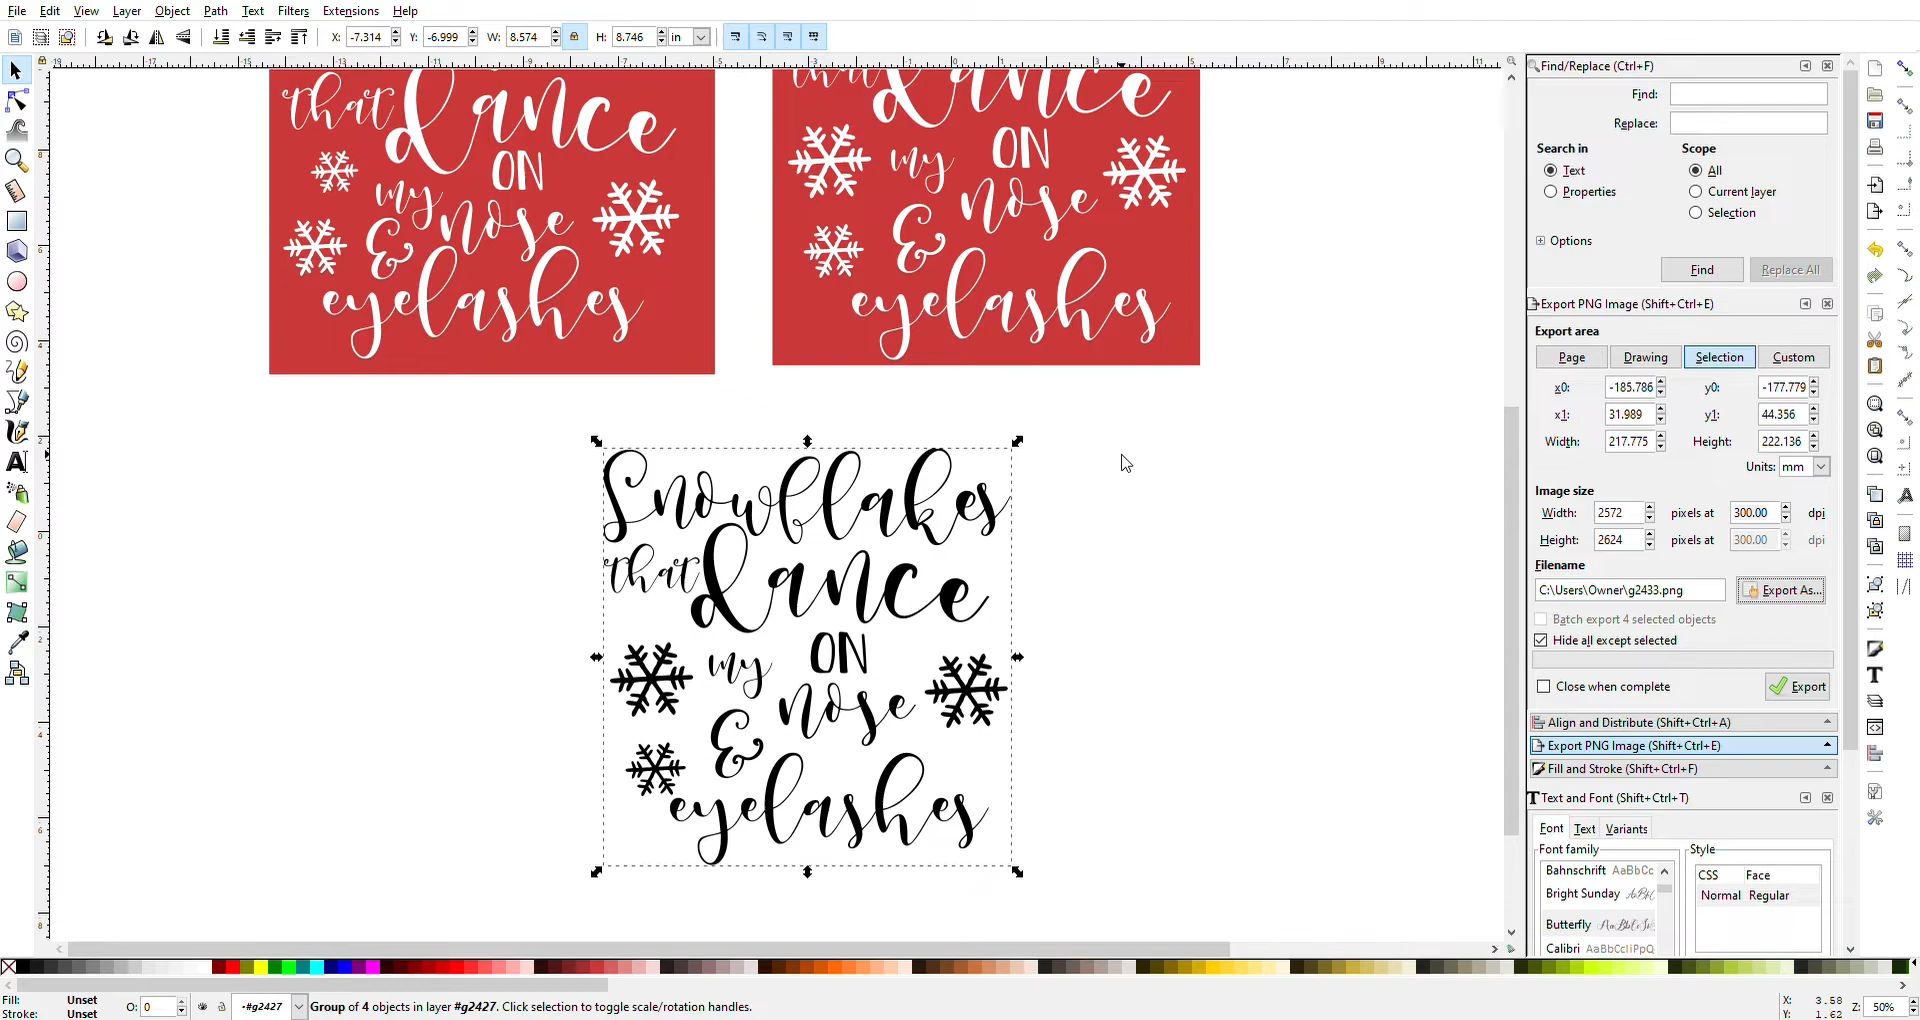 File Edit View Layer Object Path Text Filters Extensions Help
X: -7.314 Y: -6.999 W: 8.574 H: 8.746 in
that dance
ON
my
nose
&
eyelashes
that dance
ON
my
nose
&
eyelashes
Snowflakes
that dance
ON
my
nose
&
eyelashes
Find/Replace (Ctrl+F)
Find:
Replace:
Search in Scope
Text All
Properties Current layer
Selection
Options
Find Replace All
Export PNG Image (Shift+Ctrl+E)
Export area
Page Drawing Selection Custom
x0: -185.786 y0: -177.779
x1: 31.989 y1: 44.356
Width: 217.775 Height: 222.136
Units: mm
Image size
Width: 2572 pixels at 300.00 dpi
Height: 2624 pixels at 300.00 dpi
Filename
C:\Users\Owner\g2433.png Export As...
Batch export 4 selected objects
Hide all except selected
Close when complete Export
Align and Distribute (Shift+Ctrl+A)
Export PNG Image (Shift+Ctrl+E)
Fill and Stroke (Shift+Ctrl+F)
Text and Font (Shift+Ctrl+T)
Font Text Variants
Font family Style
Bahnschrift AaBbCc
CSS Face
Bright Sunday
Normal Regular
Butterfly
Calibri AaBbCcIiPpQ
Fill: Unset
Stroke: Unset
O: 0
-#g2427
Group of 4 objects in layer #g2427. Click selection to toggle scale/rotation handles.
X: 3.58
Y: 1.62
Z: 50%